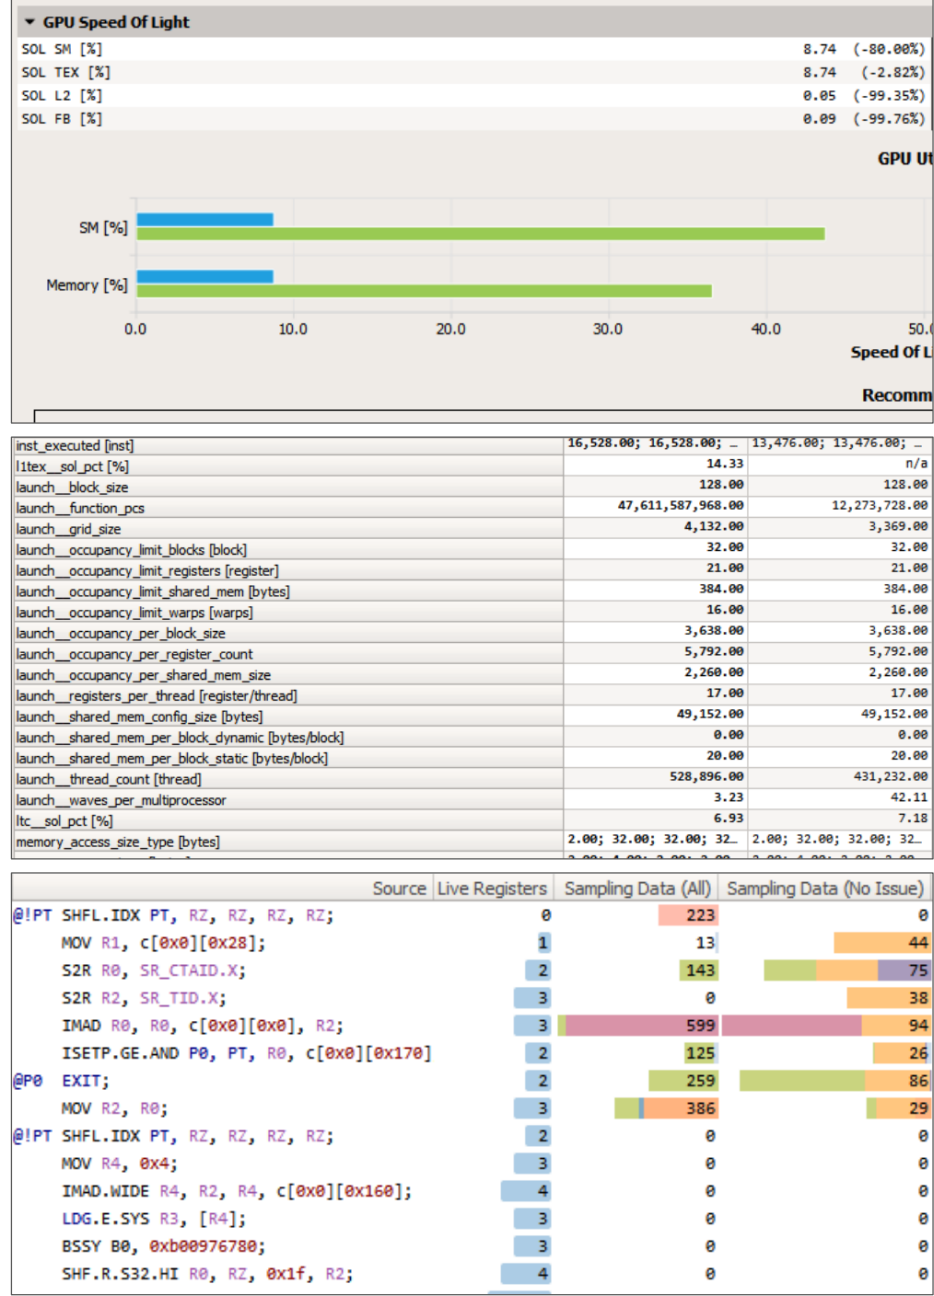 ▼ GPU Speed Of Light
SOL SM [%] 8.74 (-80.00%)
SOL TEX [%] 8.74 (-2.82%)
SOL L2 [%] 0.05 (-99.35%)
SOL FB [%] 0.09 (-99.76%)
GPU Ut
SM [%]
Memory [%]
0.0 10.0 20.0 30.0 40.0 50.0
Speed Of L
Recomm
inst_executed [inst] 16,528.00; 16,528.00; … 13,476.00; 13,476.00; …
l1tex__sol_pct [%] 14.33 n/a
launch__block_size 128.00 128.00
launch__function_pcs 47,611,587,968.00 12,273,728.00
launch__grid_size 4,132.00 3,369.00
launch__occupancy_limit_blocks [block] 32.00 32.00
launch__occupancy_limit_registers [register] 21.00 21.00
launch__occupancy_limit_shared_mem [bytes] 384.00 384.00
launch__occupancy_limit_warps [warps] 16.00 16.00
launch__occupancy_per_block_size 3,638.00 3,638.00
launch__occupancy_per_register_count 5,792.00 5,792.00
launch__occupancy_per_shared_mem_size 2,260.00 2,260.00
launch__registers_per_thread [register/thread] 17.00 17.00
launch__shared_mem_config_size [bytes] 49,152.00 49,152.00
launch__shared_mem_per_block_dynamic [bytes/block] 0.00 0.00
launch__shared_mem_per_block_static [bytes/block] 20.00 20.00
launch__thread_count [thread] 528,896.00 431,232.00
launch__waves_per_multiprocessor 3.23 42.11
ltc__sol_pct [%] 6.93 7.18
memory_access_size_type [bytes] 2.00; 32.00; 32.00; 32… 2.00; 32.00; 32.00; 32…
Source Live Registers Sampling Data (All) Sampling Data (No Issue)
@!PT SHFL.IDX PT, RZ, RZ, RZ, RZ; 0 223 0
MOV R1, c[0x0][0x28]; 1 13 44
S2R R0, SR_CTAID.X; 2 143 75
S2R R2, SR_TID.X; 3 0 38
IMAD R0, R0, c[0x0][0x0], R2; 3 599 94
ISETP.GE.AND P0, PT, R0, c[0x0][0x170] 2 125 26
@P0 EXIT; 2 259 86
MOV R2, R0; 3 386 29
@!PT SHFL.IDX PT, RZ, RZ, RZ, RZ; 2 0 0
MOV R4, 0x4; 3 0 0
IMAD.WIDE R4, R2, R4, c[0x0][0x160]; 4 0 0
LDG.E.SYS R3, [R4]; 3 0 0
BSSY B0, 0xb00976780; 3 0 0
SHF.R.S32.HI R0, RZ, 0x1f, R2; 4 0 0